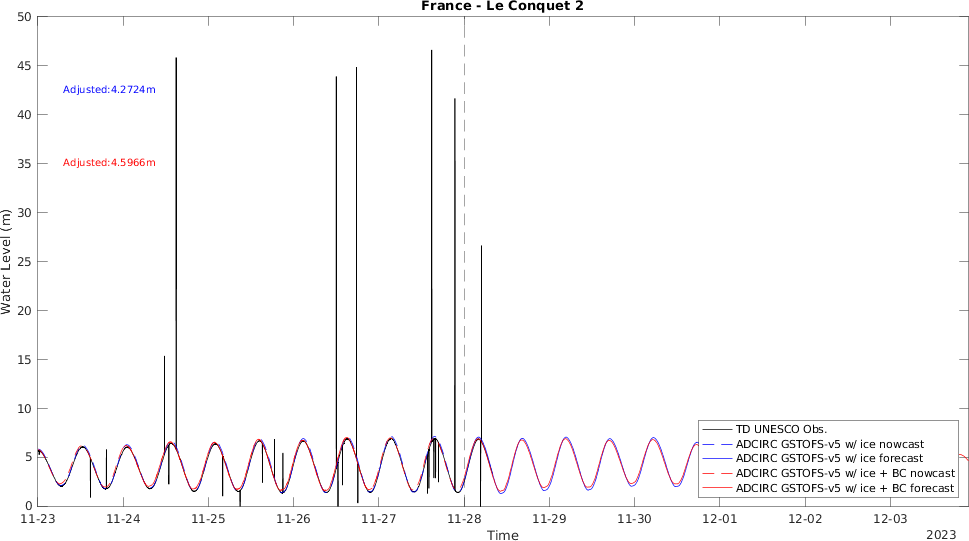 France - Le Conquet 2
50
45
40
35
30
25
20
15
10
5
0
Water Level (m)
Adjusted:4.2724m
Adjusted:4.5966m
TD UNESCO Obs.
ADCIRC GSTOFS-v5 w/ ice nowcast
ADCIRC GSTOFS-v5 w/ ice forecast
ADCIRC GSTOFS-v5 w/ ice + BC nowcast
ADCIRC GSTOFS-v5 w/ ice + BC forecast
11-23 11-24 11-25 11-26 11-27 11-28 11-29 11-30 12-01 12-02 12-03
Time
2023